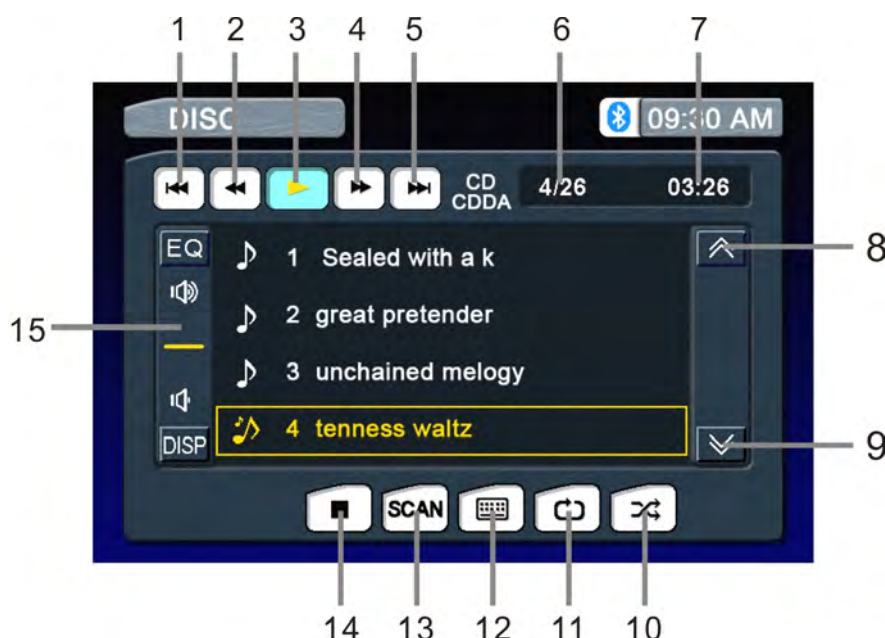 1 2 3 4 5 6 7
DISC 09:30 AM
CD 4/26 03:26
CDDA
EQ 1 Sealed with a k 8
2 great pretender
15
3 unchained melogy
DISP 4 tenness waltz 9
SCAN
14 13 12 11 10